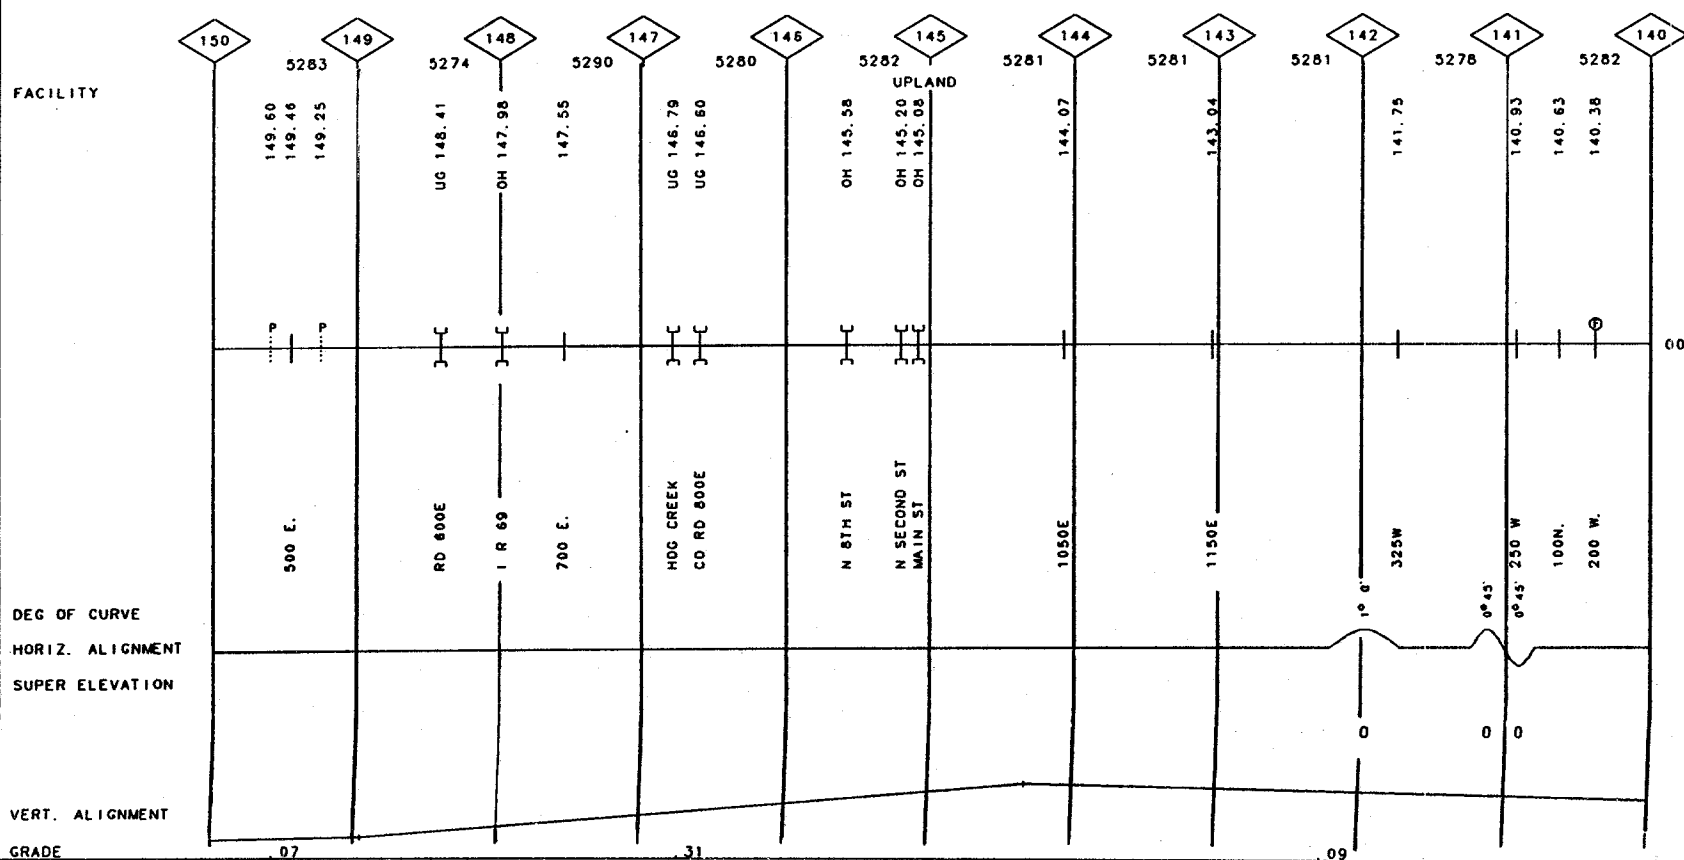 150 149 148 147 146 145 144 143 142 141 140
5283 5274 5290 5280 5282 5281 5281 5281 5278 5282
UPLAND
FACILITY
149.60
149.46
149.25
UG 148.41
OH 147.98
147.55
UG 146.79
UG 146.60
OH 145.58
OH 145.20
OH 145.08
144.07
143.04
141.75
140.93
140.63
140.38
P P F
00
500 E.
RD 600E
I R 69
700 E.
HOG CREEK
CO RD 800E
N 8TH ST
N SECOND ST
MAIN ST
1050E
1150E
325W
250 W
100N.
200 W.
DEG OF CURVE
1° 0'
0°45'
0°45'
HORIZ. ALIGNMENT
SUPER ELEVATION
0 0 0
VERT. ALIGNMENT
GRADE .07 .31 .09